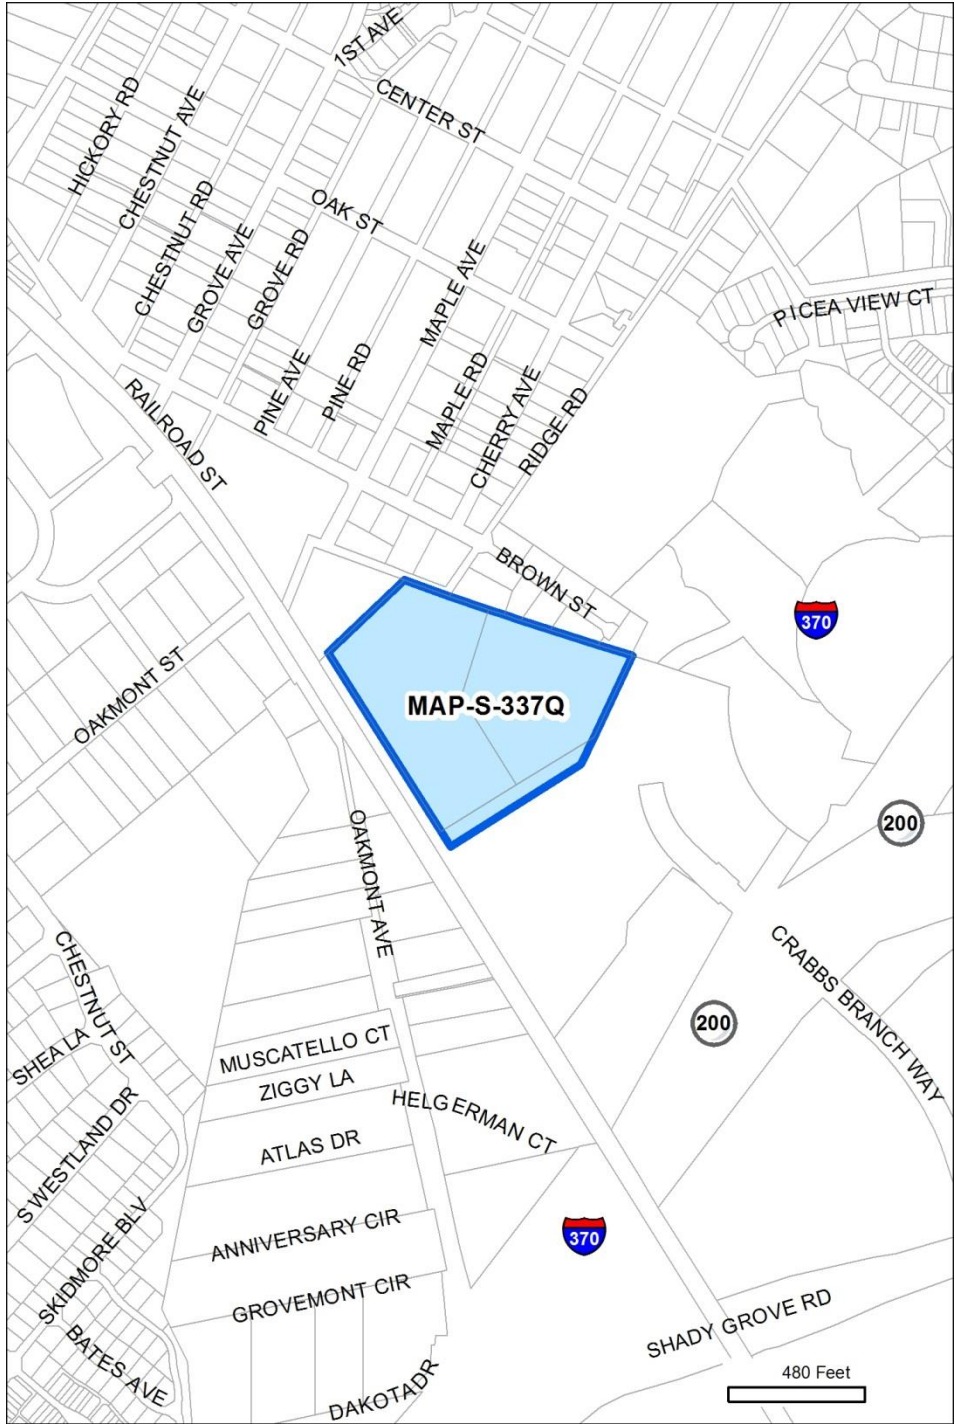 1ST AVE
CENTER ST
HICKORY RD
CHESTNUT AVE
OAK ST
CHESTNUT RD
GROVE AVE
GROVE RD
MAPLE AVE
PICEA VIEW CT
RAILROAD ST
PINE AVE
PINE RD
MAPLE RD
CHERRY AVE
RIDGE RD
BROWN ST
370
OAKMONT ST
MAP-S-337Q
200
OAKMONT AVE
CHESTNUT ST
CRABBS BRANCH WAY
200
SHEA LA
MUSCATELLO CT
ZIGGY LA
HELGERMAN CT
S WESTLAND DR
ATLAS DR
ANNIVERSARY CIR
370
SKIDMORE BLV
GROVEMONT CIR
SHADY GROVE RD
BATES AVE
DAKOTA DR
480 Feet